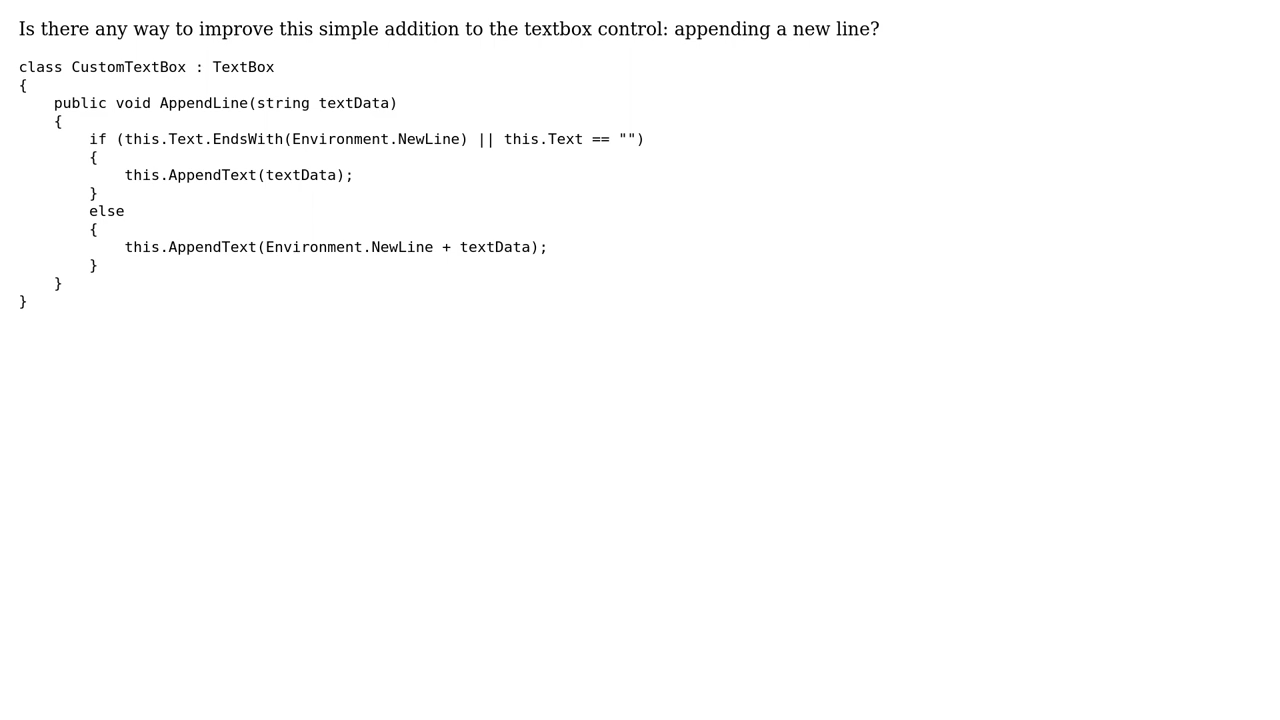 Is there any way to improve this simple addition to the textbox control: appending a new line?
class CustomTextBox : TextBox
{
    public void AppendLine(string textData)
    {
        if (this.Text.EndsWith(Environment.NewLine) || this.Text == "")
        {
            this.AppendText(textData);
        }
        else
        {
            this.AppendText(Environment.NewLine + textData);
        }
    }
}